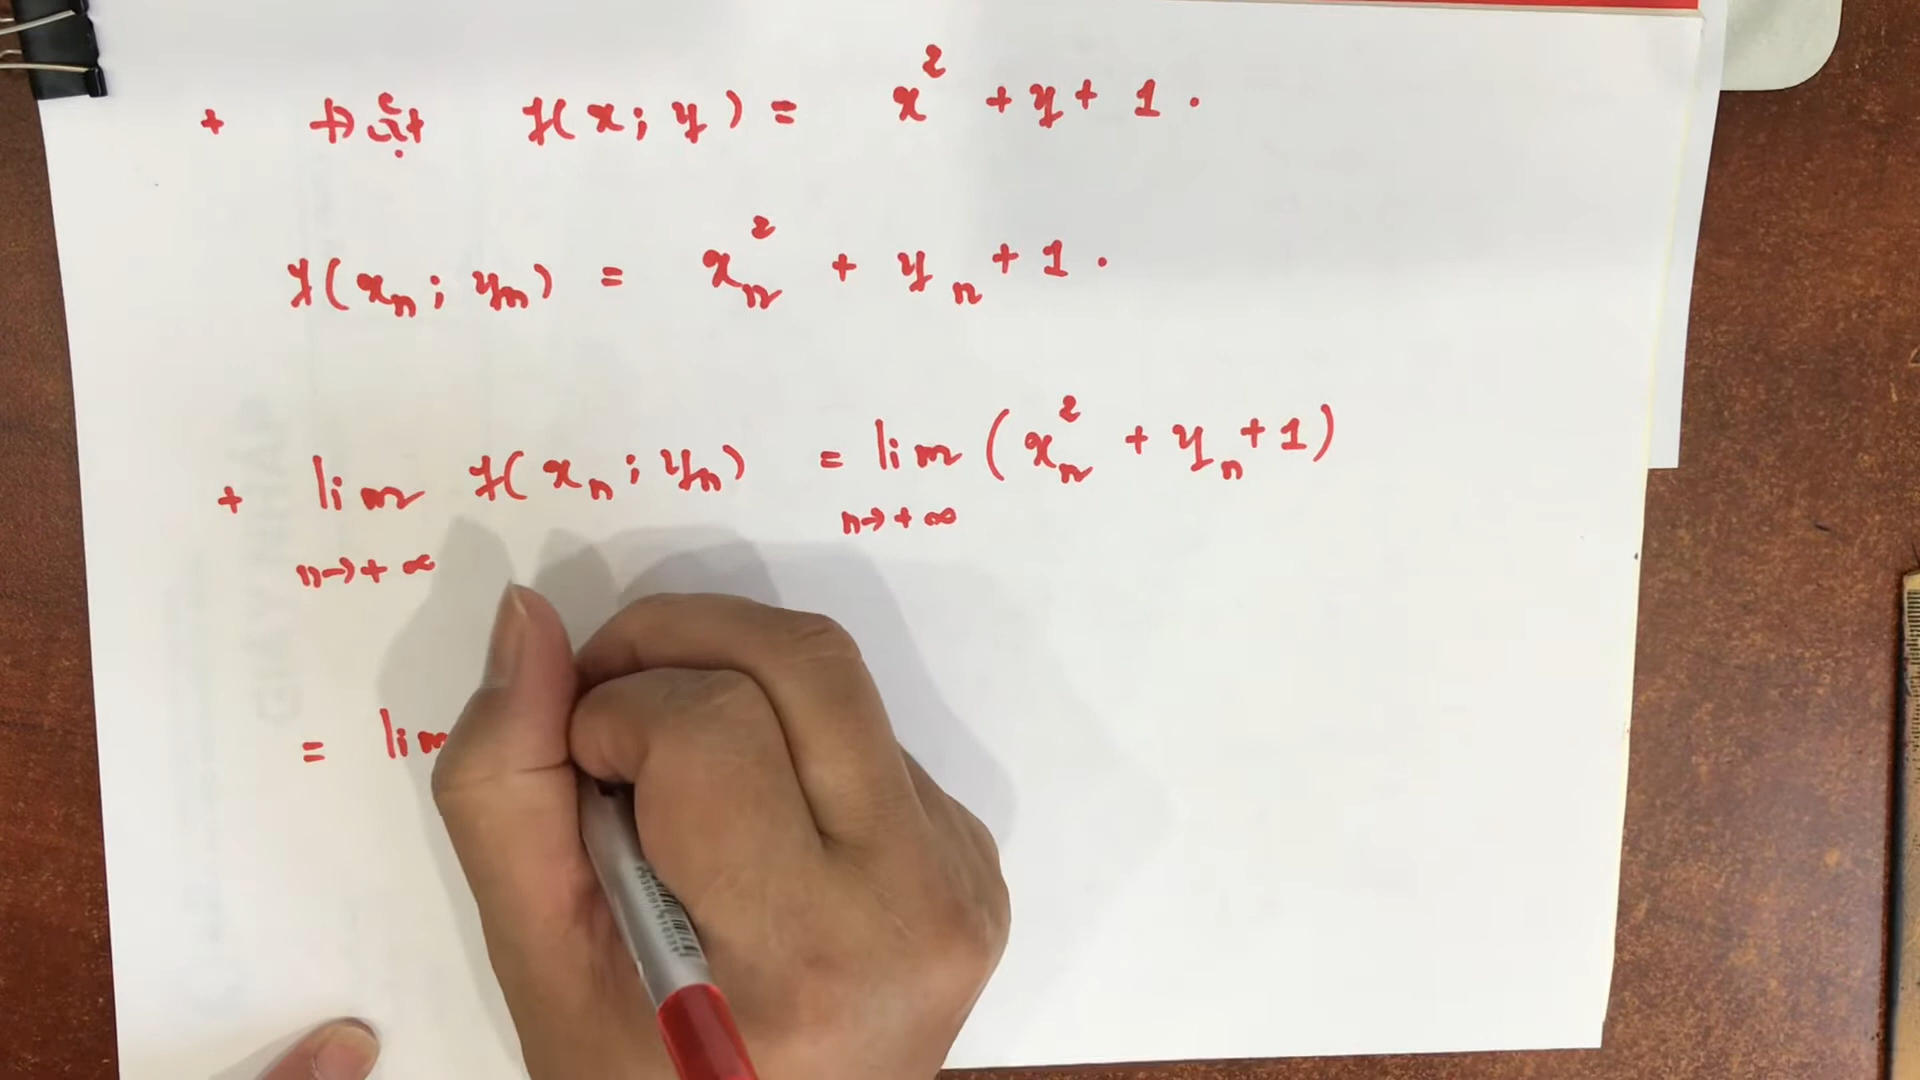 + Đặt f(x; y) = x² + y + 1.
f(xₙ; yₙ) = xₙ² + yₙ + 1.
+ lim f(xₙ; yₙ) = lim (xₙ² + yₙ + 1)
n→+∞ n→+∞
= lim